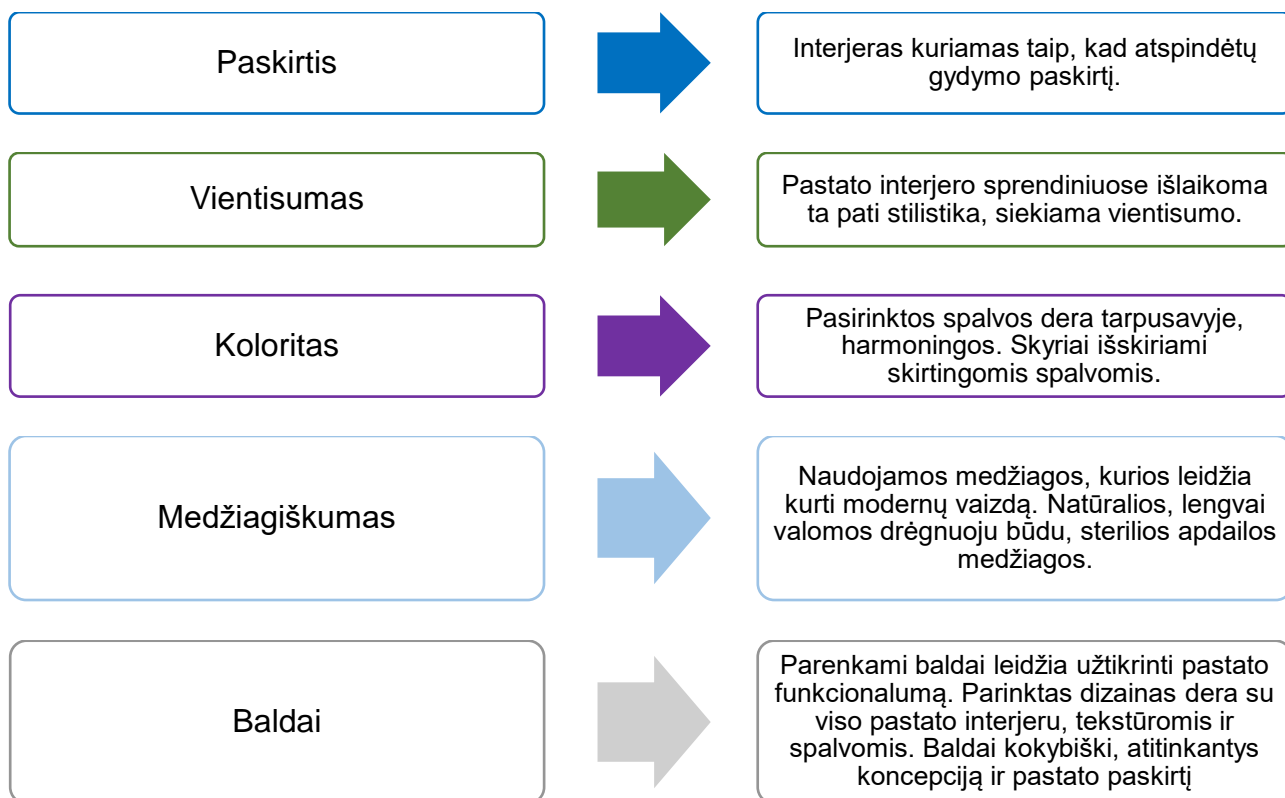 Paskirtis
Interjeras kuriamas taip, kad atspindėtų
gydymo paskirtį.
Vientisumas
Pastato interjero sprendiniuose išlaikoma
ta pati stilistika, siekiama vientisumo.
Koloritas
Pasirinktos spalvos dera tarpusavyje,
harmoningos. Skyriai išskiriami
skirtingomis spalvomis.
Medžiagiškumas
Naudojamos medžiagos, kurios leidžia
kurti modernų vaizdą. Natūralios, lengvai
valomos drėgnuoju būdu, sterilios apdailos
medžiagos.
Baldai
Parenkami baldai leidžia užtikrinti pastato
funkcionalumą. Parinktas dizainas dera su
viso pastato interjeru, tekstūromis ir
spalvomis. Baldai kokybiški, atitinkantys
koncepciją ir pastato paskirtį